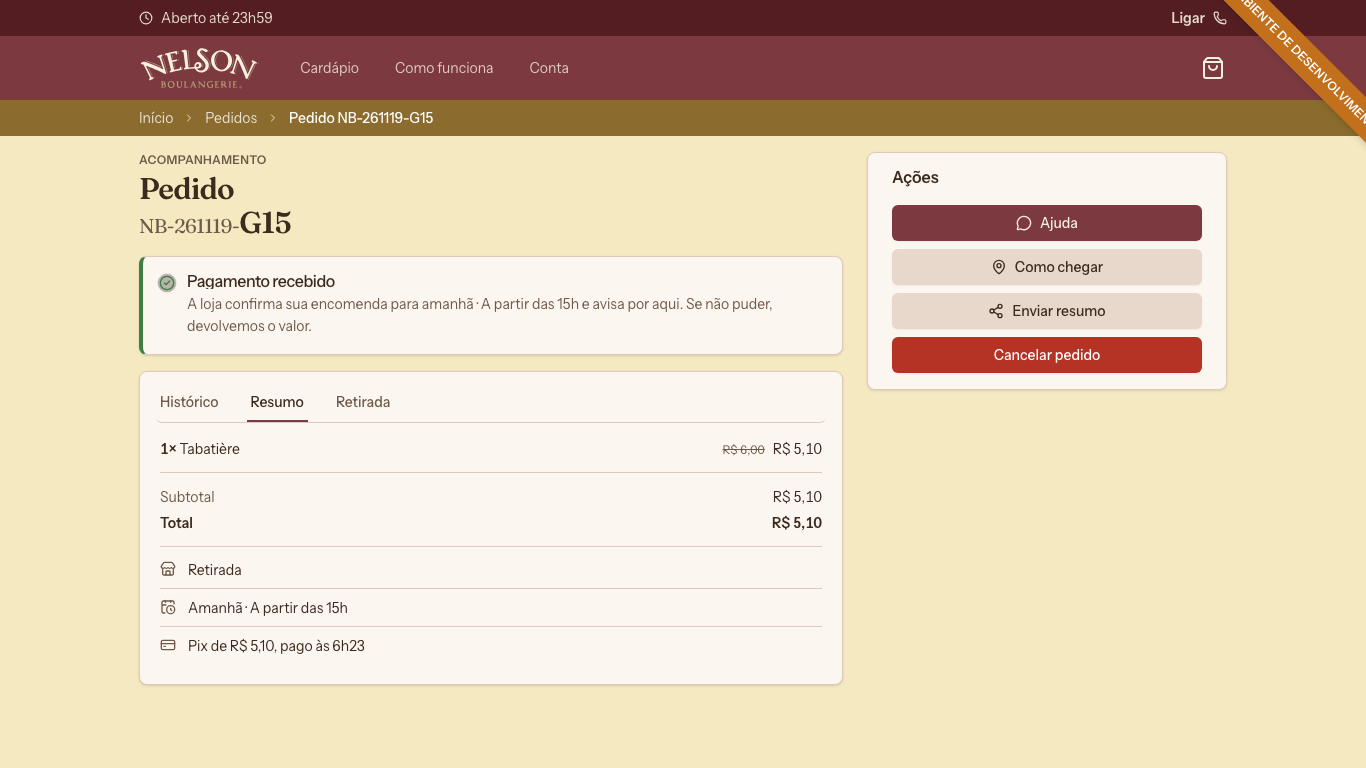 Aberto até 23h59
Ligar
NELSON
BOULANGERIE
Cardápio
Como funciona
Conta
Início
Pedidos
Pedido NB-261119-G15
ACOMPANHAMENTO
Pedido
NB-261119-G15
Pagamento recebido
A loja confirma sua encomenda para amanhã · A partir das 15h e avisa por aqui. Se não puder,
devolvemos o valor.
Histórico
Resumo
Retirada
1× Tabatière
R$ 6,00 R$ 5,10
Subtotal
R$ 5,10
Total
R$ 5,10
Retirada
Amanhã · A partir das 15h
Pix de R$ 5,10, pago às 6h23
Ações
Ajuda
Como chegar
Enviar resumo
Cancelar pedido
DE